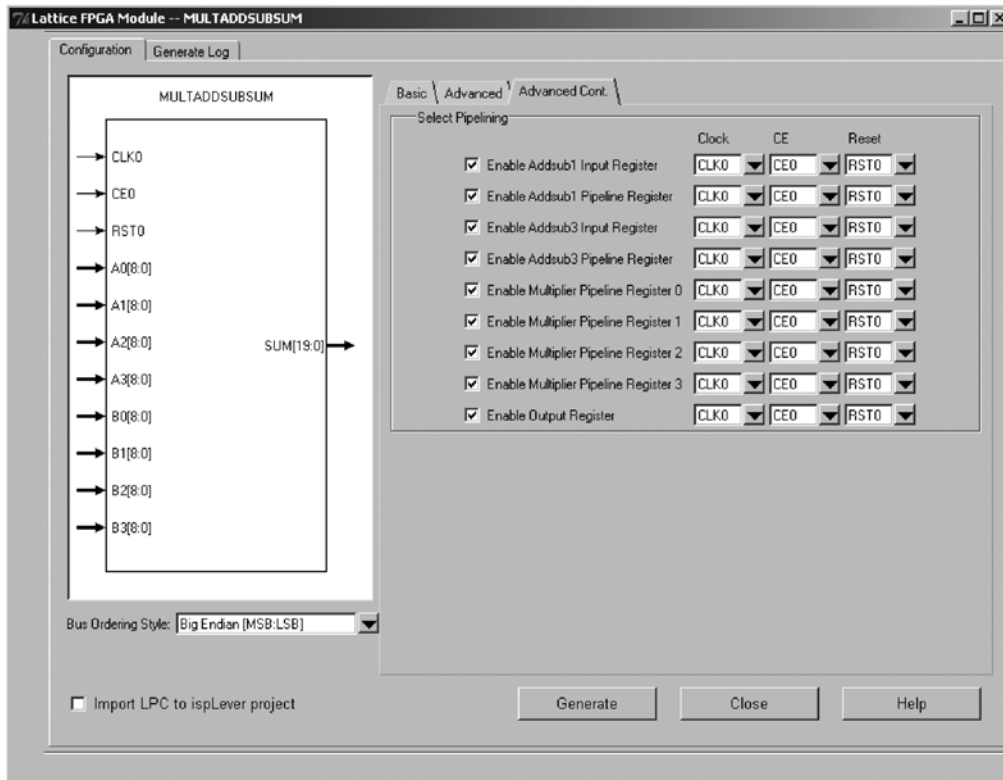 Lattice FPGA Module -- MULTADDSUBSUM
Configuration
Generate Log
MULTADDSUBSUM
CLK0
CE0
RST0
A0[8:0]
A1[8:0]
A2[8:0]
SUM[19:0]
A3[8:0]
B0[8:0]
B1[8:0]
B2[8:0]
B3[8:0]
Bus Ordering Style: Big Endian [MSB:LSB]
Basic Advanced Advanced Cont.
Select Pipelining
Clock CE Reset
Enable Addsub1 Input Register CLK0 CE0 RST0
Enable Addsub1 Pipeline Register CLK0 CE0 RST0
Enable Addsub3 Input Register CLK0 CE0 RST0
Enable Addsub3 Pipeline Register CLK0 CE0 RST0
Enable Multiplier Pipeline Register 0 CLK0 CE0 RST0
Enable Multiplier Pipeline Register 1 CLK0 CE0 RST0
Enable Multiplier Pipeline Register 2 CLK0 CE0 RST0
Enable Multiplier Pipeline Register 3 CLK0 CE0 RST0
Enable Output Register CLK0 CE0 RST0
Import LPC to ispLever project
Generate Close Help